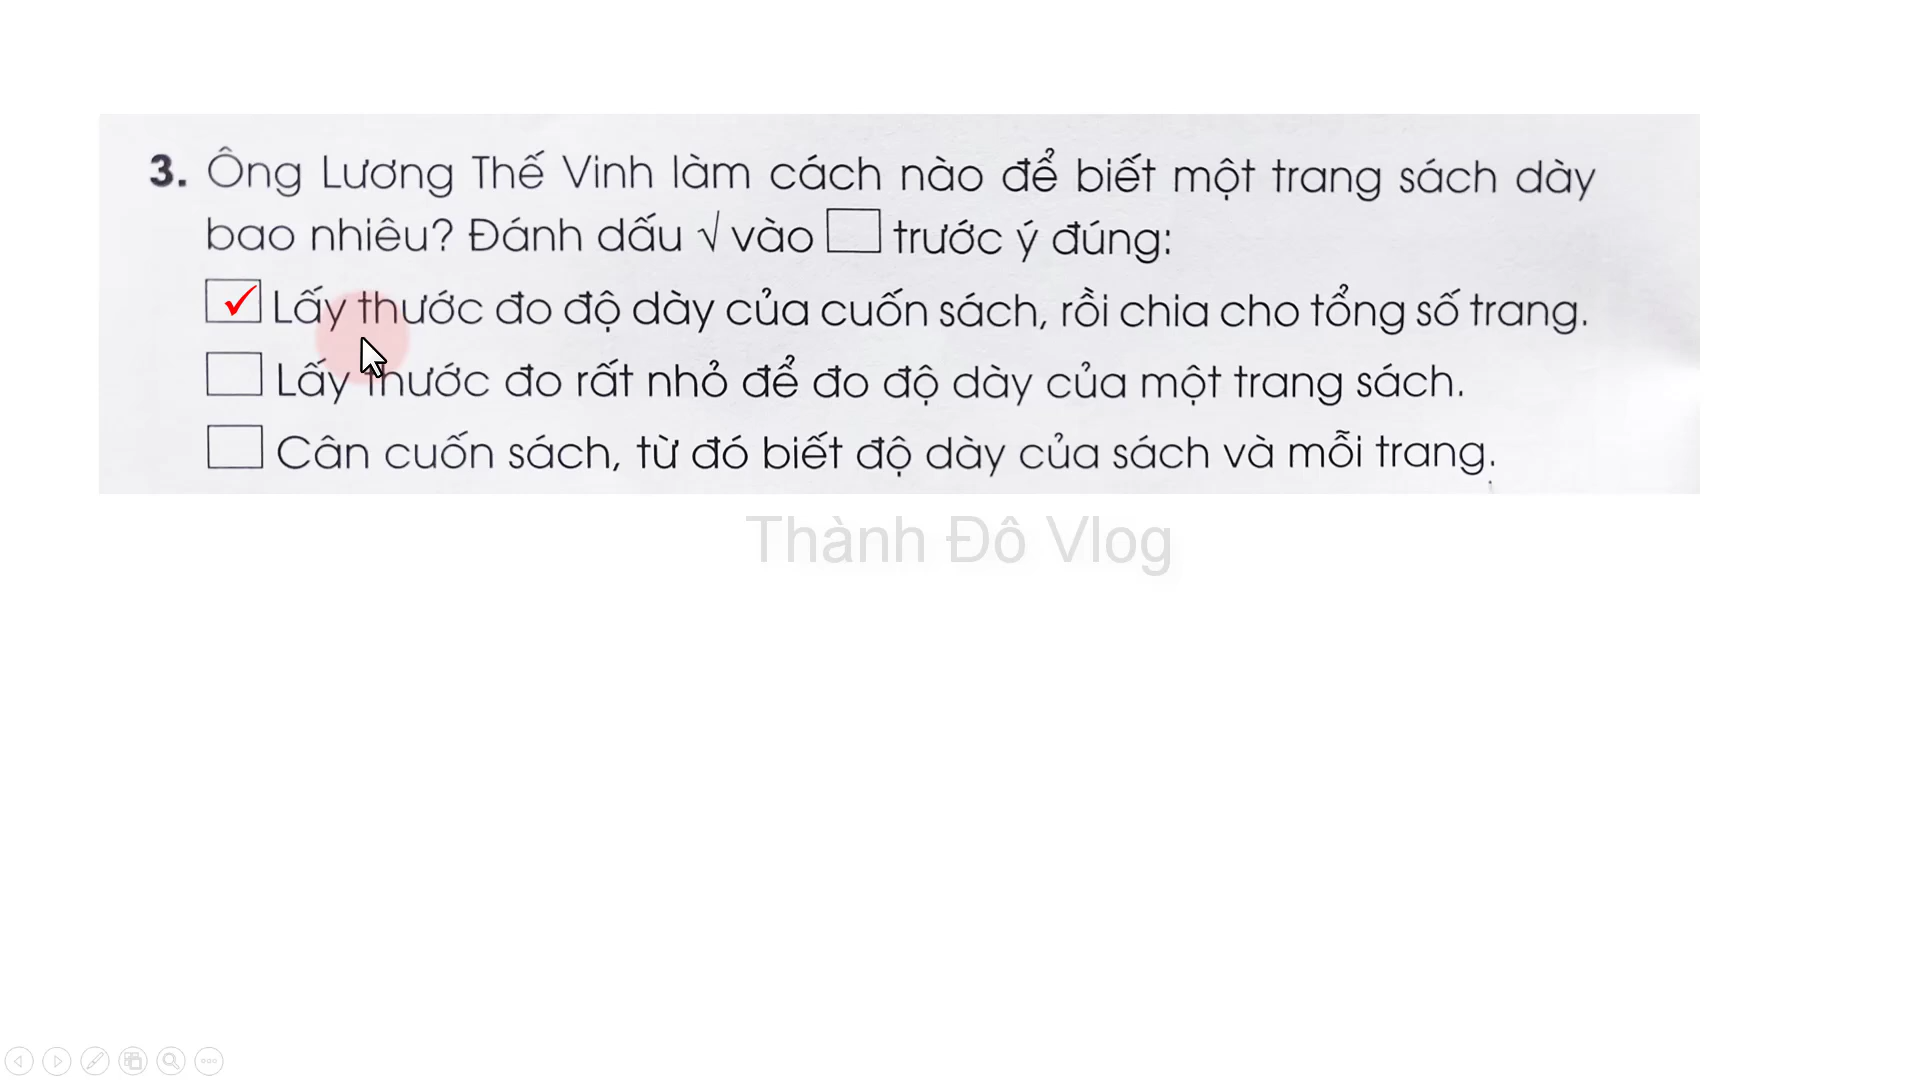 3. Ông Lương Thế Vinh làm cách nào để biết một trang sách dày
bao nhiêu? Đánh dấu √ vào □ trước ý đúng:
☑ Lấy thước đo độ dày của cuốn sách, rồi chia cho tổng số trang.
□ Lấy thước đo rất nhỏ để đo độ dày của một trang sách.
□ Cân cuốn sách, từ đó biết độ dày của sách và mỗi trang.
Thành Đô Vlog